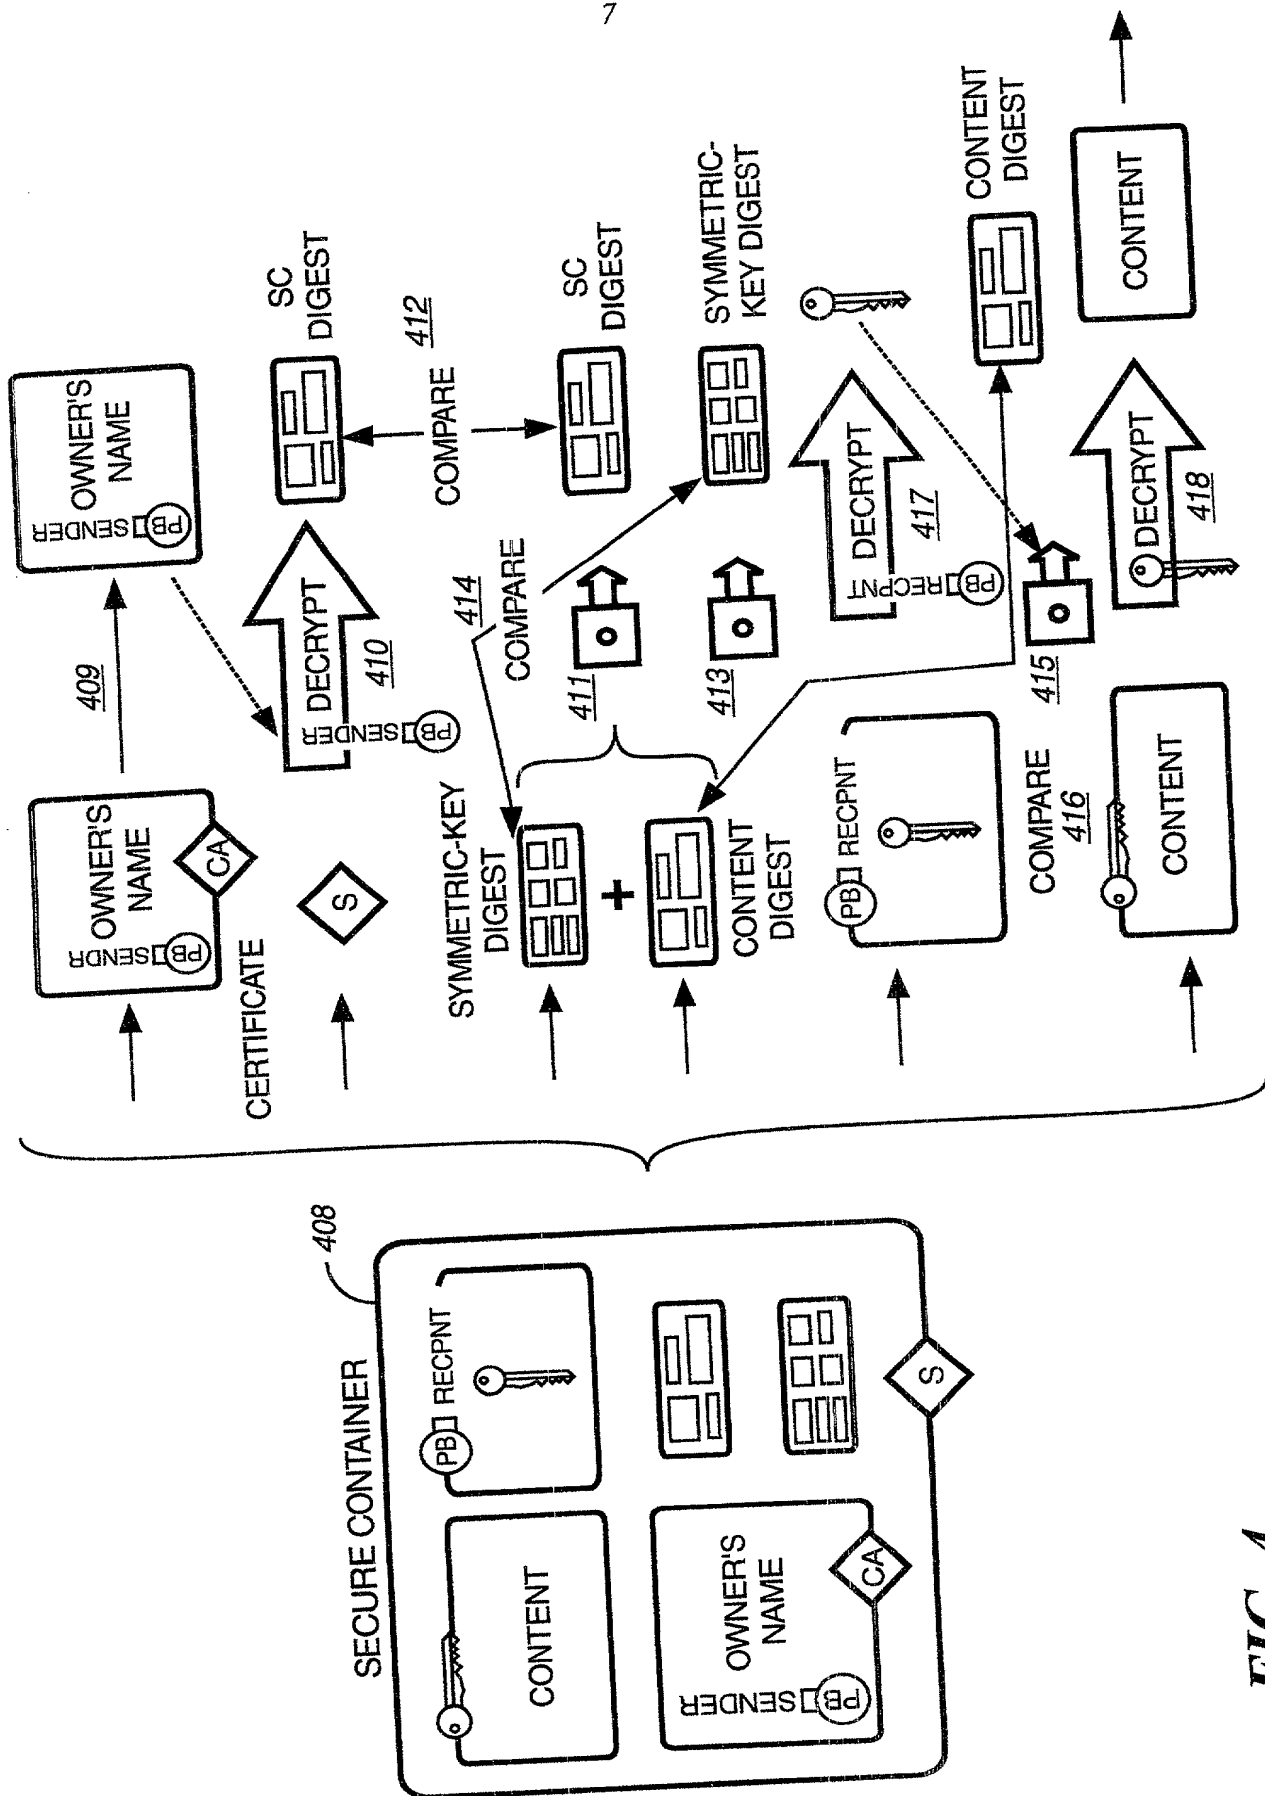 7
SECURE CONTAINER
408
CONTENT
PB RECPNT
SENDER
PB
OWNER'S
NAME
CA
S
SENDR
PB
OWNER'S
NAME
CA
CERTIFICATE
409
SENDER
PB
OWNER'S
NAME
S
DECRYPT
SENDER
PB
410
SC
DIGEST
COMPARE
412
SYMMETRIC-KEY
DIGEST
+
CONTENT
DIGEST
414
COMPARE
411
SC
DIGEST
413
SYMMETRIC-
KEY DIGEST
PB RECPNT
DECRYPT
417
RECPNT
PB
COMPARE
416
415
CONTENT
DIGEST
CONTENT
DECRYPT
418
CONTENT